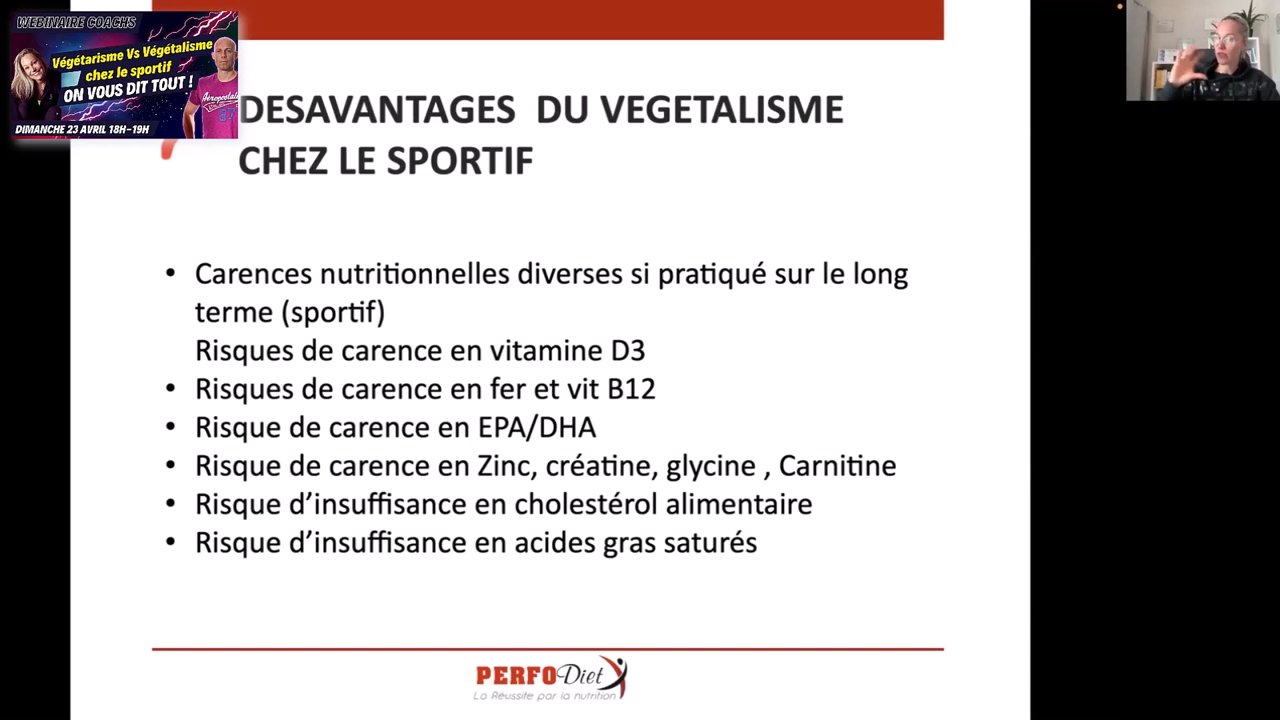 WEBINAIRE COACHS
Végétarisme Vs Végétalisme
chez le sportif
ON VOUS DIT TOUT !
DIMANCHE 23 AVRIL 18H-19H
DESAVANTAGES DU VEGETALISME
CHEZ LE SPORTIF
• Carences nutritionnelles diverses si pratiqué sur le long
terme (sportif)
Risques de carence en vitamine D3
• Risques de carence en fer et vit B12
• Risque de carence en EPA/DHA
• Risque de carence en Zinc, créatine, glycine , Carnitine
• Risque d’insuffisance en cholestérol alimentaire
• Risque d’insuffisance en acides gras saturés
PERFODiet
La Réussite par la nutrition